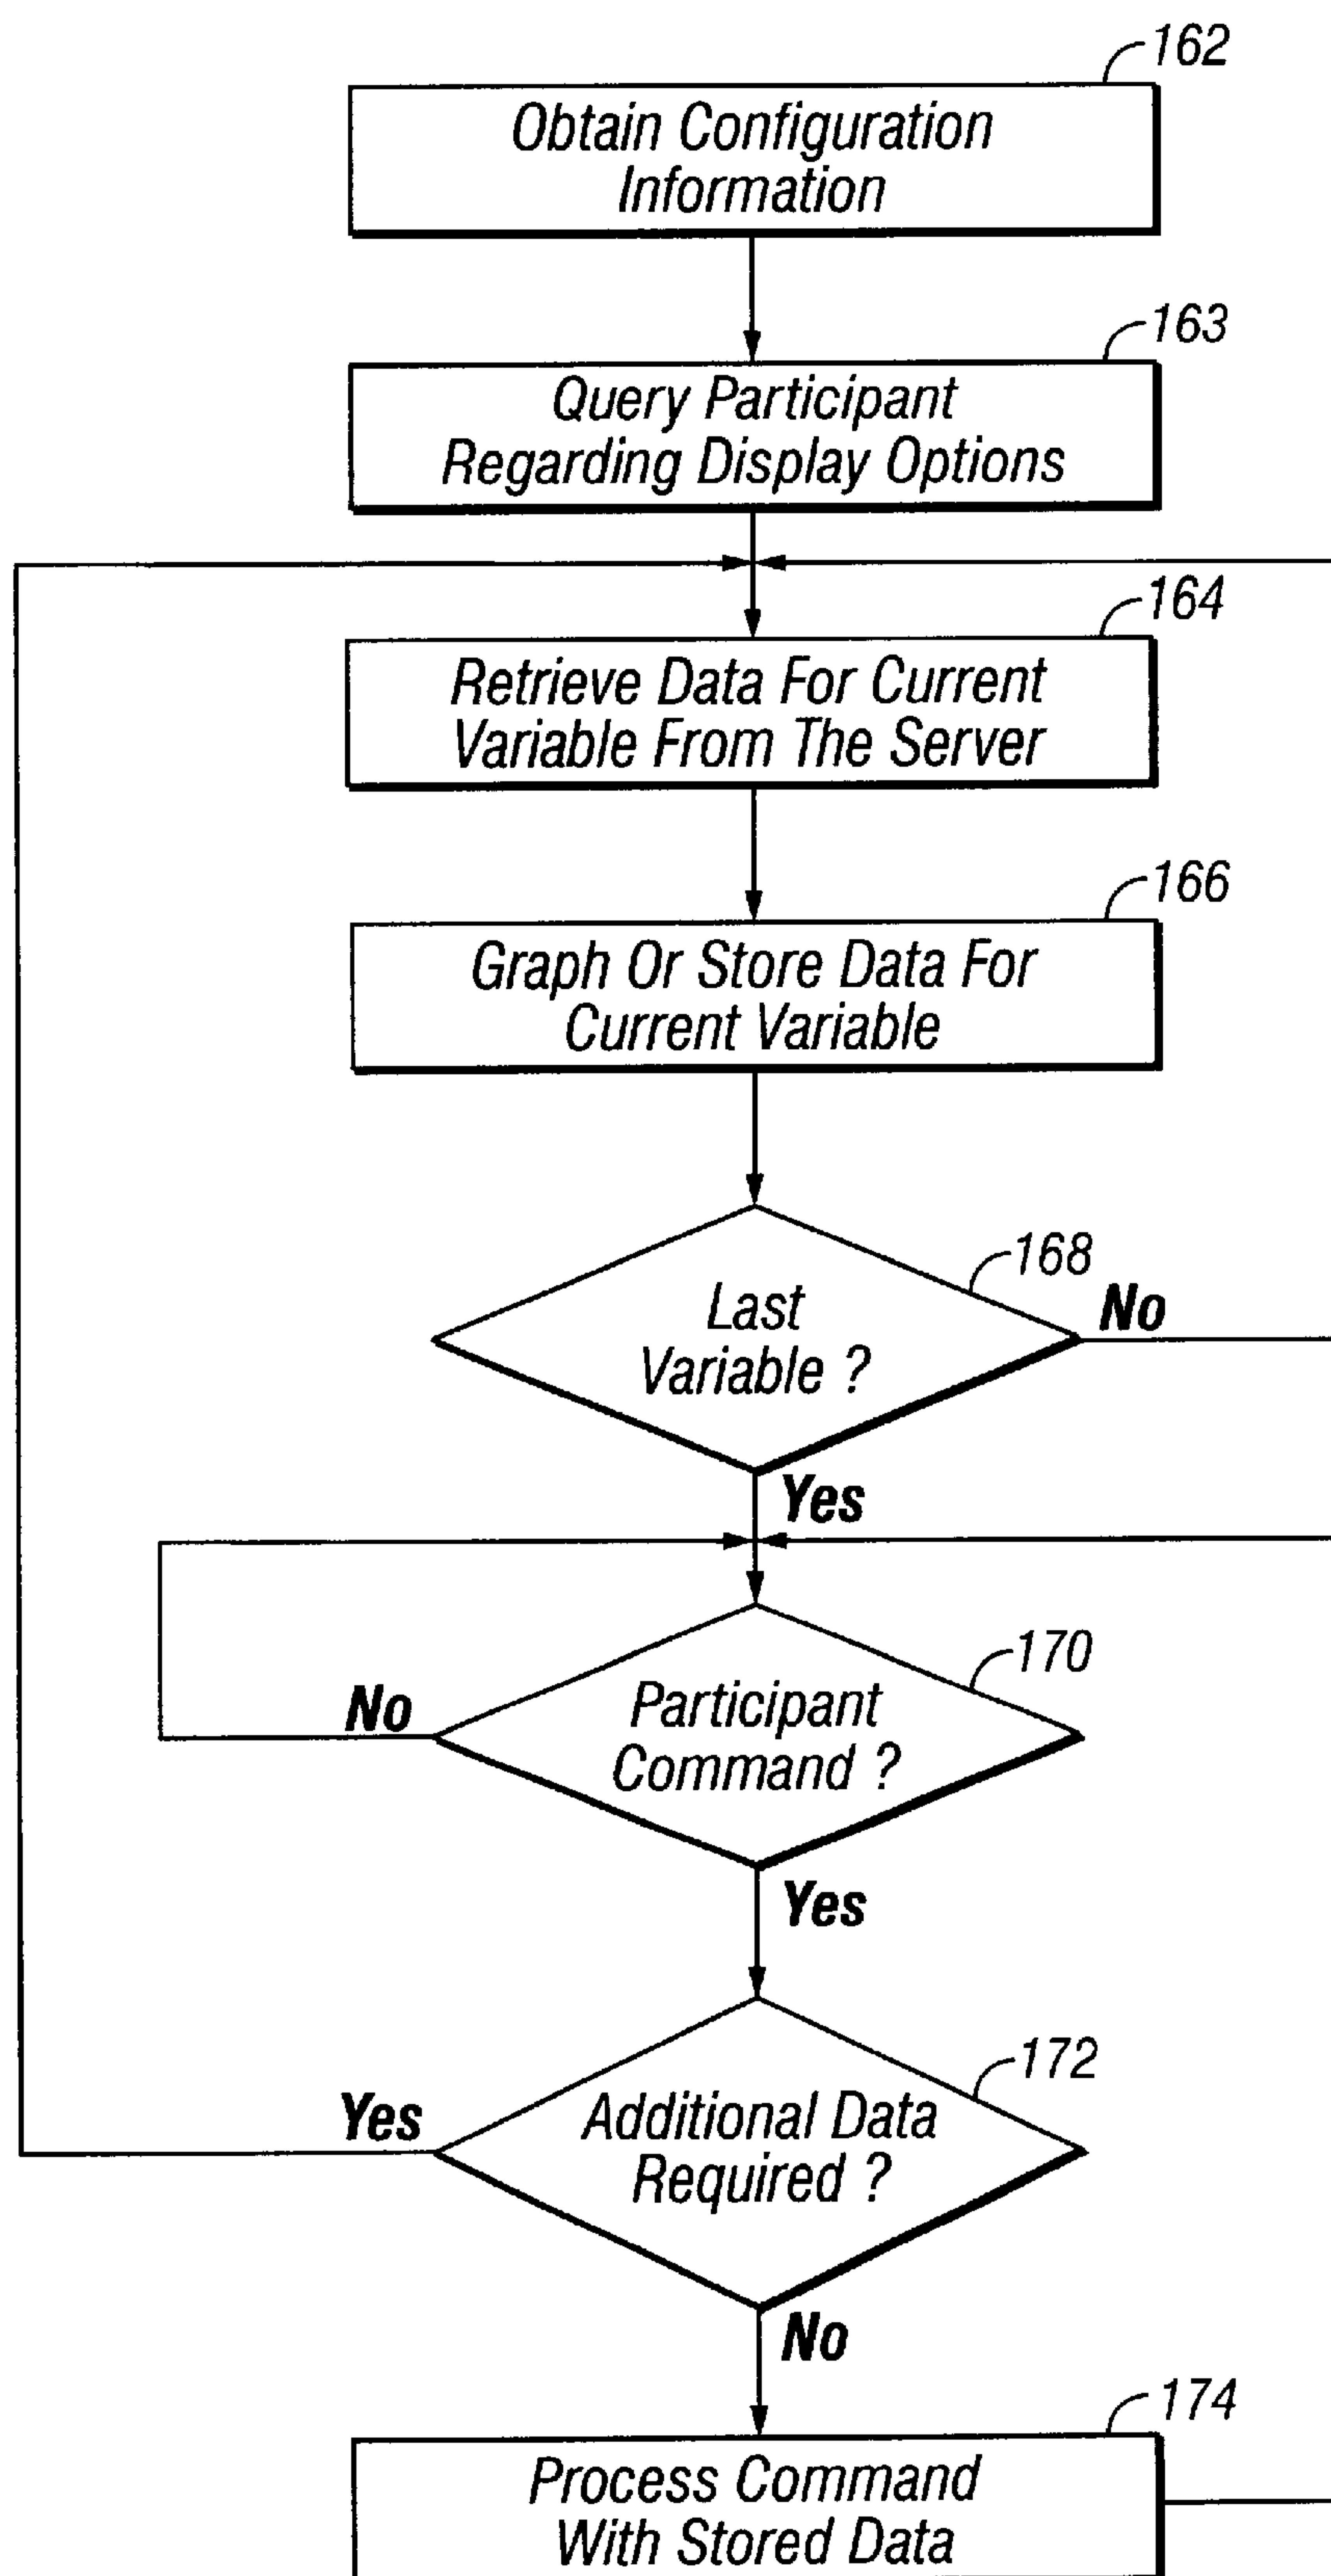 162
Obtain Configuration
Information
163
Query Participant
Regarding Display Options
164
Retrieve Data For Current
Variable From The Server
166
Graph Or Store Data For
Current Variable
168
Last
Variable ?
No
Yes
170
Participant
Command ?
No
Yes
172
Additional Data
Required ?
Yes
No
174
Process Command
With Stored Data